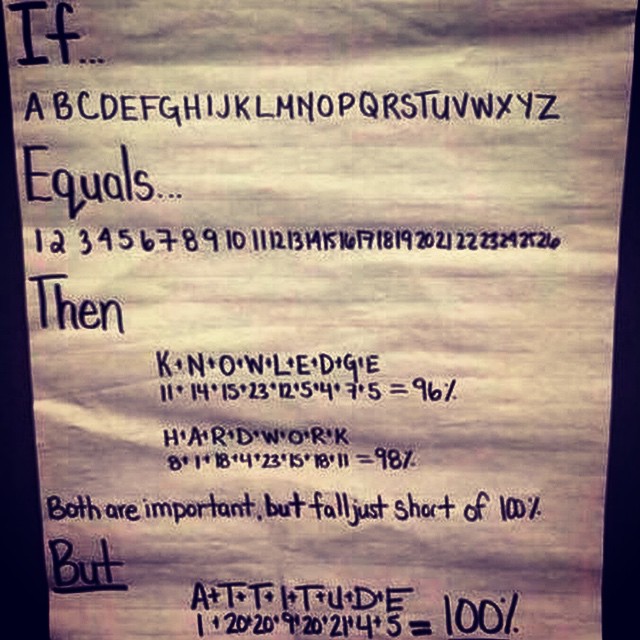 If...
A B C D E F G H I J K L M N O P Q R S T U V W X Y Z
Equals...
1 2 3 4 5 6 7 8 9 10 11 12 13 14 15 16 17 18 19 20 21 22 23 24 25 26
Then
K+N+O+W+L+E+D+G+E
11+14+15+23+12+5+4+7+5=96%
H+A+R+D+W+O+R+K
8+1+18+4+23+15+18+11=98%
Both are important, but fall just short of 100%
But
A+T+T+I+T+U+D+E
1+20+20+9+20+21+4+5=100%